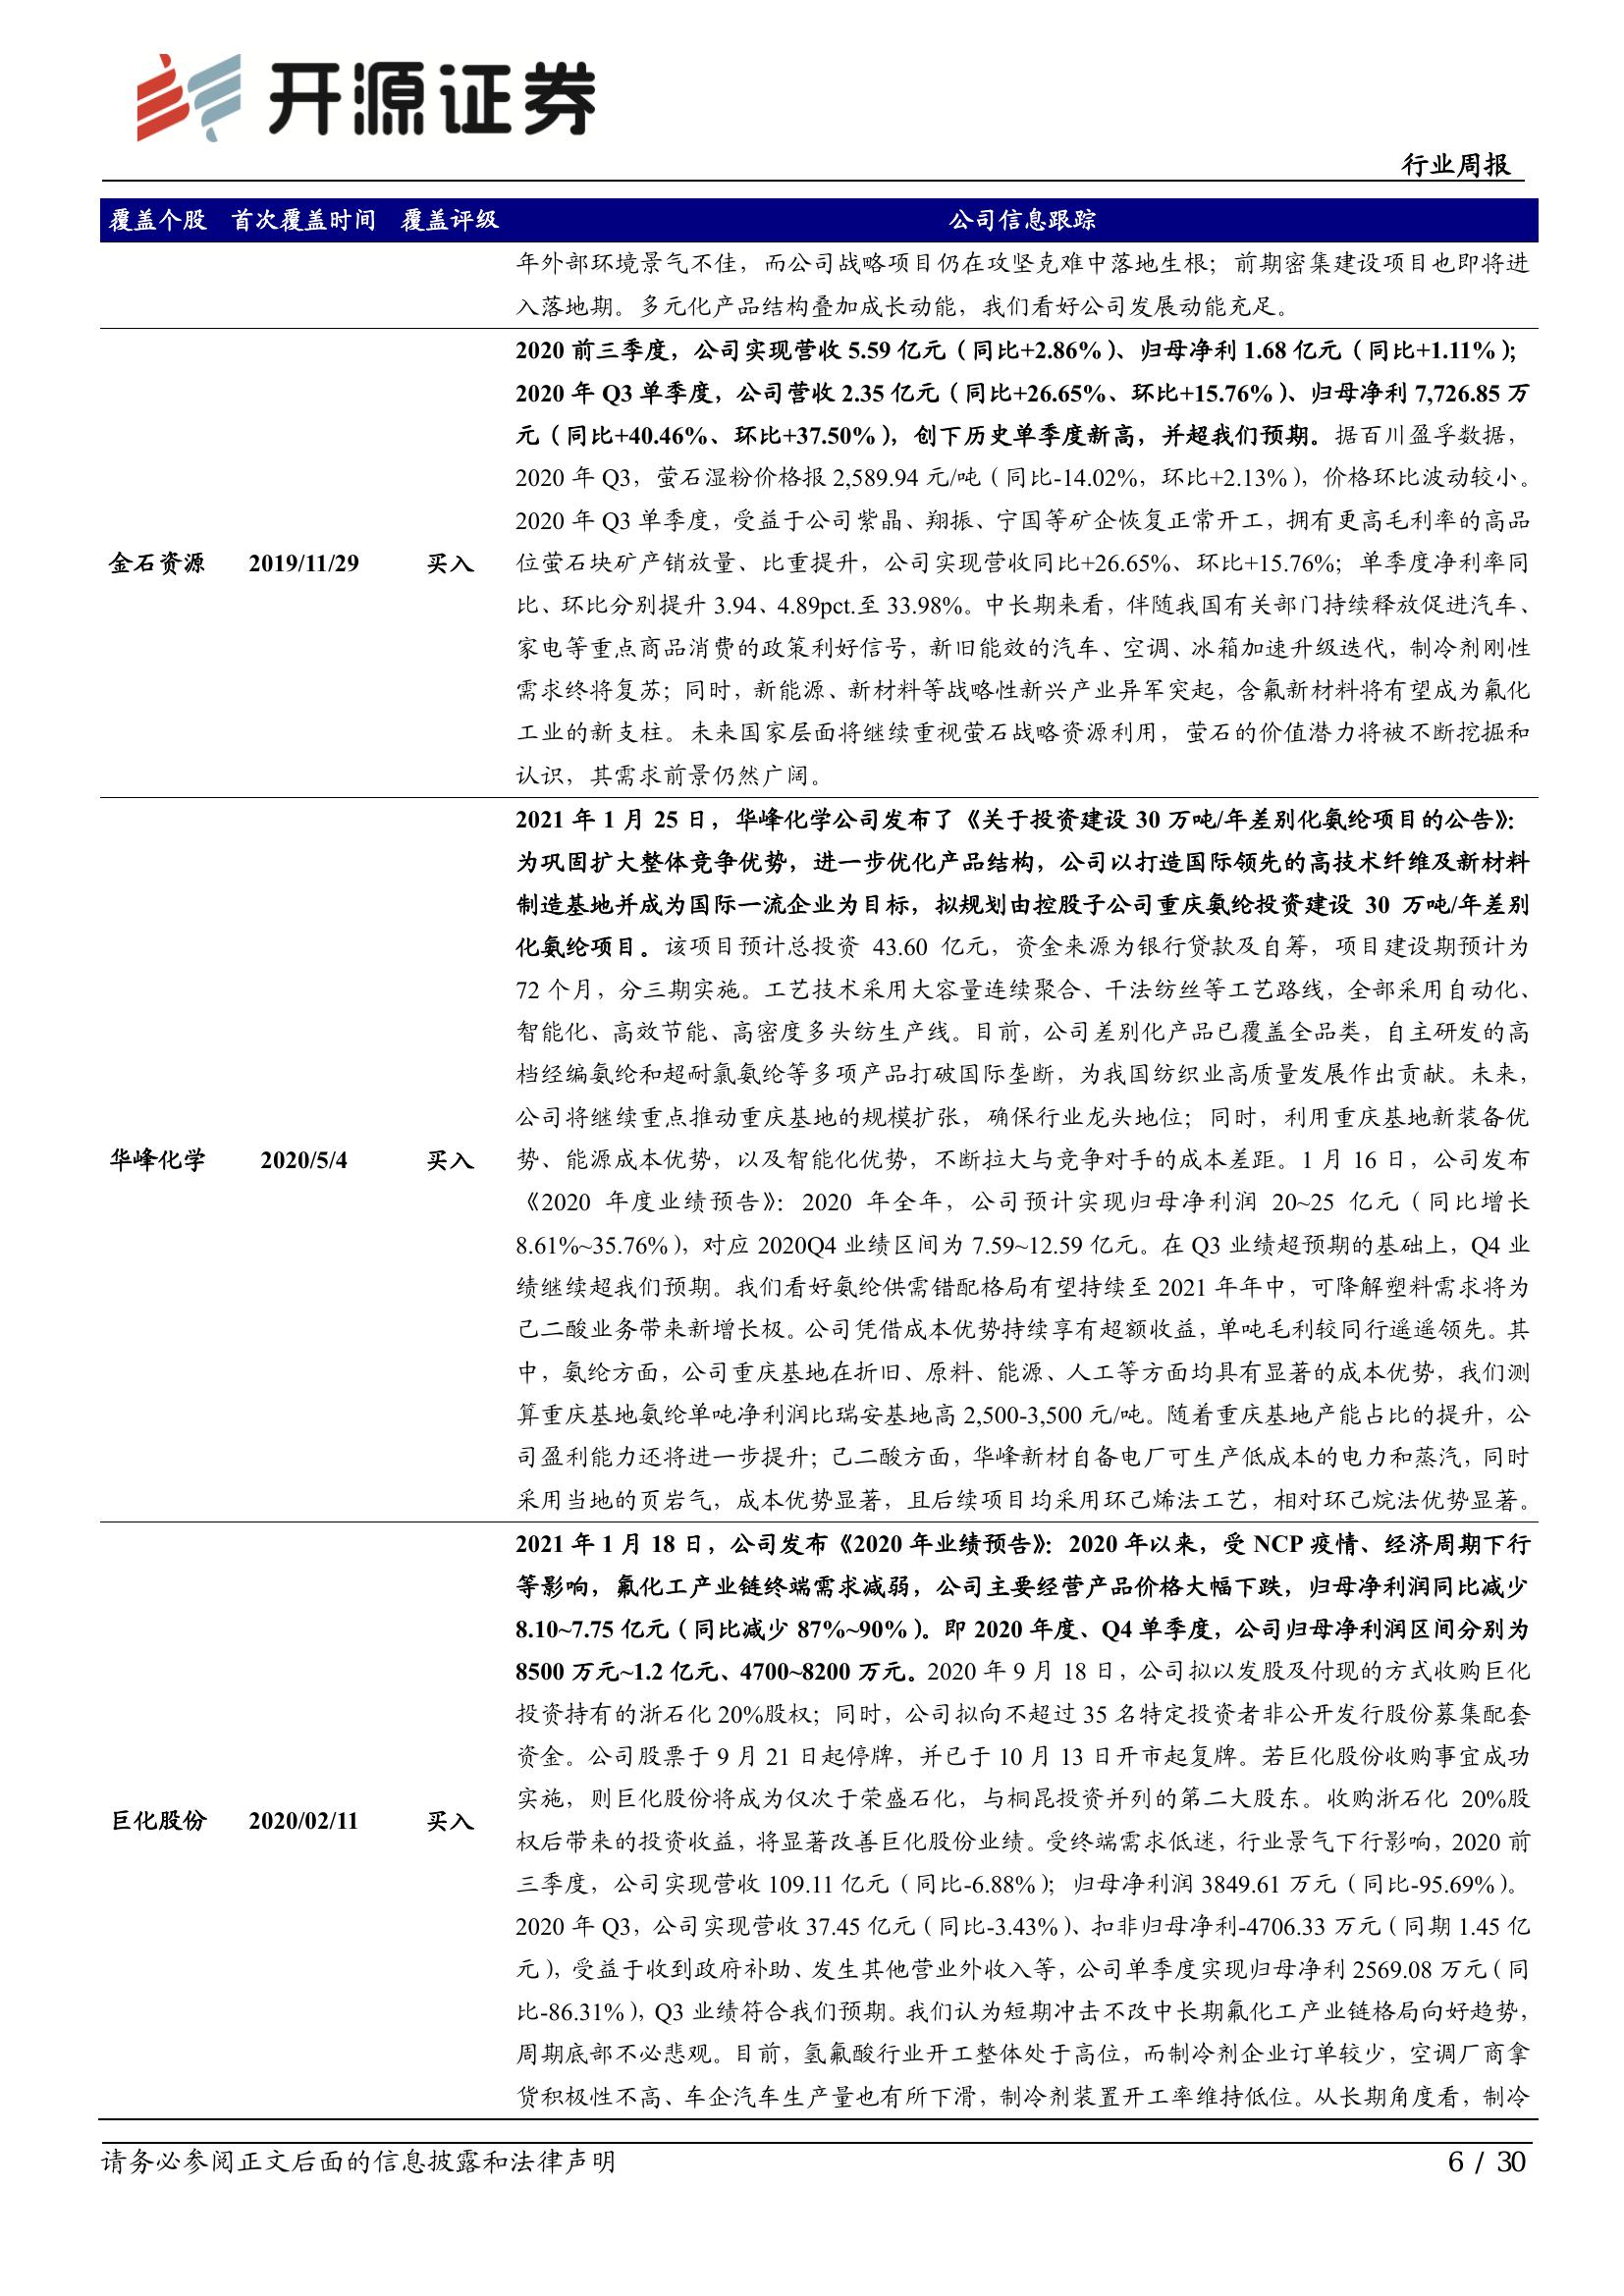 开源证券
行业周报
覆盖个股 首次覆盖时间 覆盖评级 公司信息跟踪
年外部环境景气不佳，而公司战略项目仍在攻坚克难中落地生根；前期密集建设项目也即将进
入落地期。多元化产品结构叠加成长动能，我们看好公司发展动能充足。
2020 前三季度，公司实现营收 5.59 亿元（同比+2.86%）、归母净利 1.68 亿元（同比+1.11%）；
2020 年 Q3 单季度，公司营收 2.35 亿元（同比+26.65%、环比+15.76%）、归母净利 7,726.85 万
元（同比+40.46%、环比+37.50%），创下历史单季度新高，并超我们预期。据百川盈孚数据，
2020 年 Q3，萤石湿粉价格报 2,589.94 元/吨（同比-14.02%，环比+2.13%），价格环比波动较小。
2020 年 Q3 单季度，受益于公司紫晶、翔振、宁国等矿企恢复正常开工，拥有更高毛利率的高品
金石资源 2019/11/29 买入 位萤石块矿产销放量、比重提升，公司实现营收同比+26.65%、环比+15.76%；单季度净利率同
比、环比分别提升 3.94、4.89pct.至 33.98%。中长期来看，伴随我国有关部门持续释放促进汽车、
家电等重点商品消费的政策利好信号，新旧能效的汽车、空调、冰箱加速升级迭代，制冷剂刚性
需求终将复苏；同时，新能源、新材料等战略性新兴产业异军突起，含氟新材料将有望成为氟化
工业的新支柱。未来国家层面将继续重视萤石战略资源利用，萤石的价值潜力将被不断挖掘和
认识，其需求前景仍然广阔。
2021 年 1 月 25 日，华峰化学公司发布了《关于投资建设 30 万吨/年差别化氨纶项目的公告》：
为巩固扩大整体竞争优势，进一步优化产品结构，公司以打造国际领先的高技术纤维及新材料
制造基地并成为国际一流企业为目标，拟规划由控股子公司重庆氨纶投资建设 30 万吨/年差别
化氨纶项目。该项目预计总投资 43.60 亿元，资金来源为银行贷款及自筹，项目建设期预计为
72 个月，分三期实施。工艺技术采用大容量连续聚合、干法纺丝等工艺路线，全部采用自动化、
智能化、高效节能、高密度多头纺生产线。目前，公司差别化产品已覆盖全品类，自主研发的高
档经编氨纶和超耐氯氨纶等多项产品打破国际垄断，为我国纺织业高质量发展作出贡献。未来，
公司将继续重点推动重庆基地的规模扩张，确保行业龙头地位；同时，利用重庆基地新装备优
华峰化学 2020/5/4 买入 势、能源成本优势，以及智能化优势，不断拉大与竞争对手的成本差距。1 月 16 日，公司发布
《2020 年度业绩预告》：2020 年全年，公司预计实现归母净利润 20~25 亿元（同比增长
8.61%~35.76%），对应 2020Q4 业绩区间为 7.59~12.59 亿元。在 Q3 业绩超预期的基础上，Q4 业
绩继续超我们预期。我们看好氨纶供需错配格局有望持续至 2021 年年中，可降解塑料需求将为
己二酸业务带来新增长极。公司凭借成本优势持续享有超额收益，单吨毛利较同行遥遥领先。其
中，氨纶方面，公司重庆基地在折旧、原料、能源、人工等方面均具有显著的成本优势，我们测
算重庆基地氨纶单吨净利润比瑞安基地高 2,500-3,500 元/吨。随着重庆基地产能占比的提升，公
司盈利能力还将进一步提升；己二酸方面，华峰新材自备电厂可生产低成本的电力和蒸汽，同时
采用当地的页岩气，成本优势显著，且后续项目均采用环己烯法工艺，相对环己烷法优势显著。
2021 年 1 月 18 日，公司发布《2020 年业绩预告》：2020 年以来，受 NCP 疫情、经济周期下行
等影响，氟化工产业链终端需求减弱，公司主要经营产品价格大幅下跌，归母净利润同比减少
8.10~7.75 亿元（同比减少 87%~90%）。即 2020 年度、Q4 单季度，公司归母净利润区间分别为
8500 万元~1.2 亿元、4700~8200 万元。2020 年 9 月 18 日，公司拟以发股及付现的方式收购巨化
投资持有的浙石化 20%股权；同时，公司拟向不超过 35 名特定投资者非公开发行股份募集配套
资金。公司股票于 9 月 21 日起停牌，并已于 10 月 13 日开市起复牌。若巨化股份收购事宜成功
实施，则巨化股份将成为仅次于荣盛石化，与桐昆投资并列的第二大股东。收购浙石化 20%股
巨化股份 2020/02/11 买入 权后带来的投资收益，将显著改善巨化股份业绩。受终端需求低迷，行业景气下行影响，2020 前
三季度，公司实现营收 109.11 亿元（同比-6.88%）；归母净利润 3849.61 万元（同比-95.69%）。
2020 年 Q3，公司实现营收 37.45 亿元（同比-3.43%）、扣非归母净利-4706.33 万元（同期 1.45 亿
元），受益于收到政府补助、发生其他营业外收入等，公司单季度实现归母净利 2569.08 万元（同
比-86.31%），Q3 业绩符合我们预期。我们认为短期冲击不改中长期氟化工产业链格局向好趋势，
周期底部不必悲观。目前，氢氟酸行业开工整体处于高位，而制冷剂企业订单较少，空调厂商拿
货积极性不高、车企汽车生产量也有所下滑，制冷剂装置开工率维持低位。从长期角度看，制冷
请务必参阅正文后面的信息披露和法律声明 6 / 30